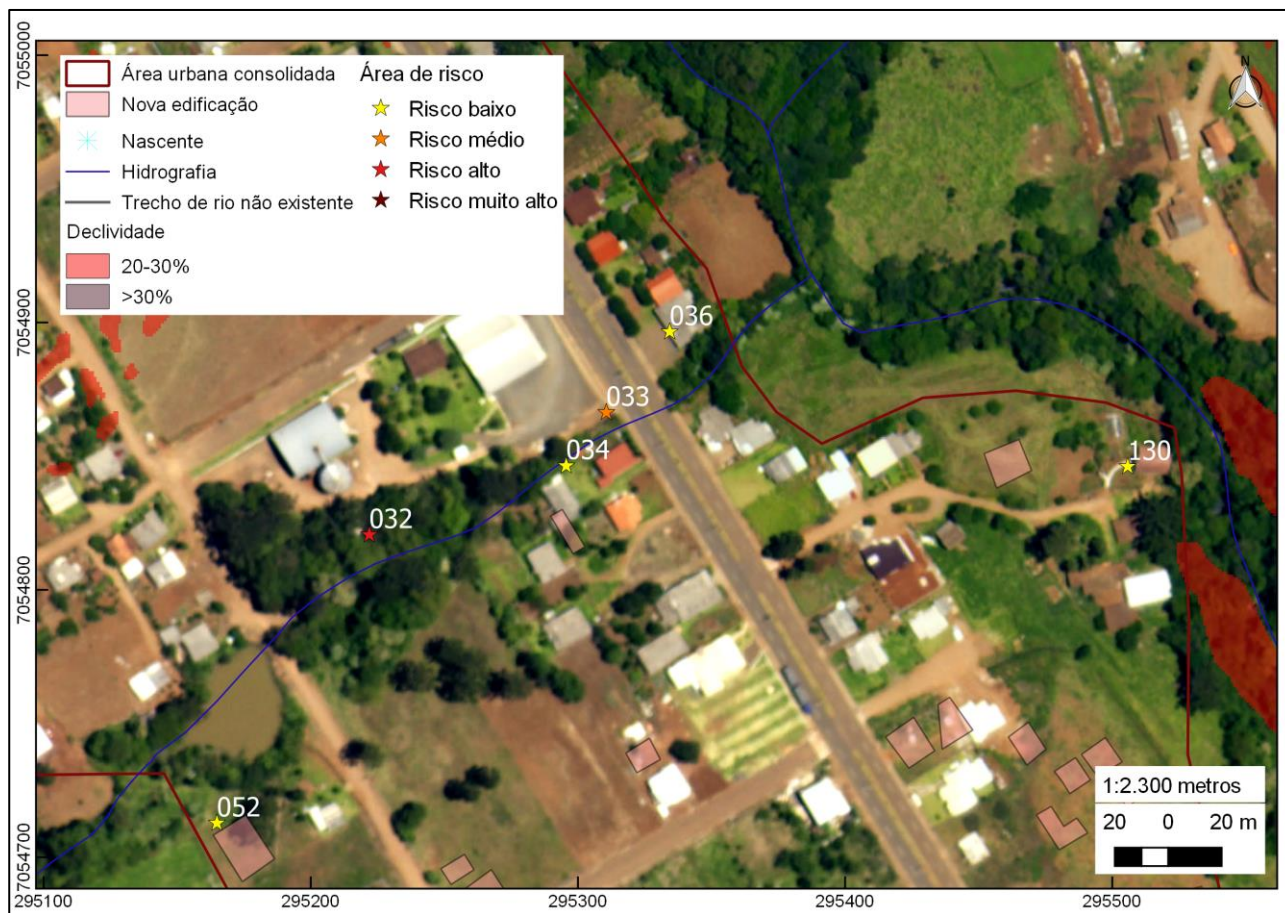 7055000
7054900
7054800
7054700
Área urbana consolidada
Nova edificação
Nascente
Hidrografia
Trecho de rio não existente
Declividade
20-30%
>30%
Área de risco
Risco baixo
Risco médio
Risco alto
Risco muito alto
N
036
033
034
130
032
052
1:2.300 metros
20 0 20 m
295100 295200 295300 295400 295500